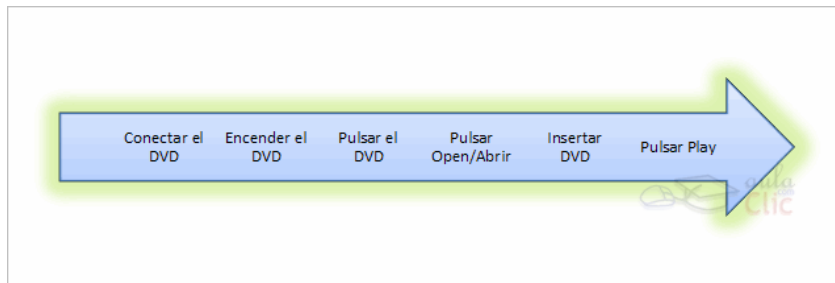 Conectar el DVD
Encender el DVD
Pulsar el DVD
Pulsar Open/Abrir
Insertar DVD
Pulsar Play
aula
Clic